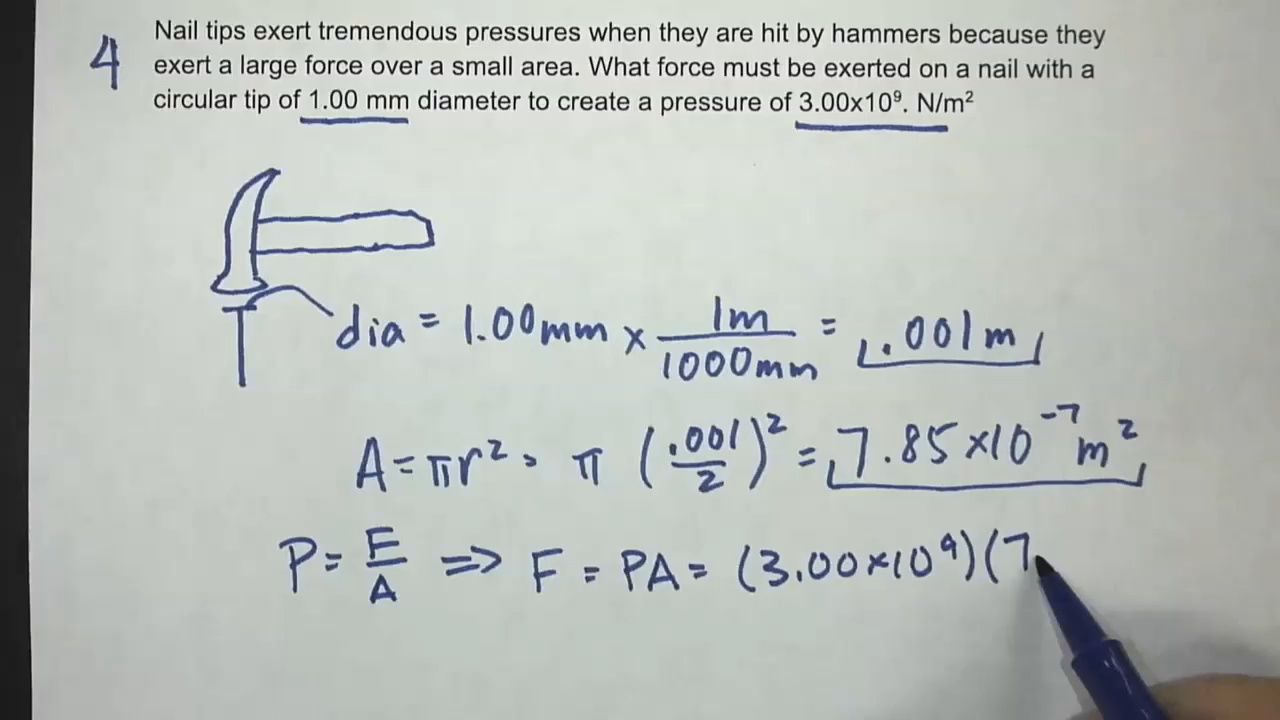 4
Nail tips exert tremendous pressures when they are hit by hammers because they
exert a large force over a small area. What force must be exerted on a nail with a
circular tip of 1.00 mm diameter to create a pressure of 3.00x10⁹. N/m²
dia = 1.00mm x 1m/1000mm = .001m
A = πr² = π (.001/2)² = 7.85x10⁻⁷ m²
P = F/A => F = PA = (3.00x10⁹)(7